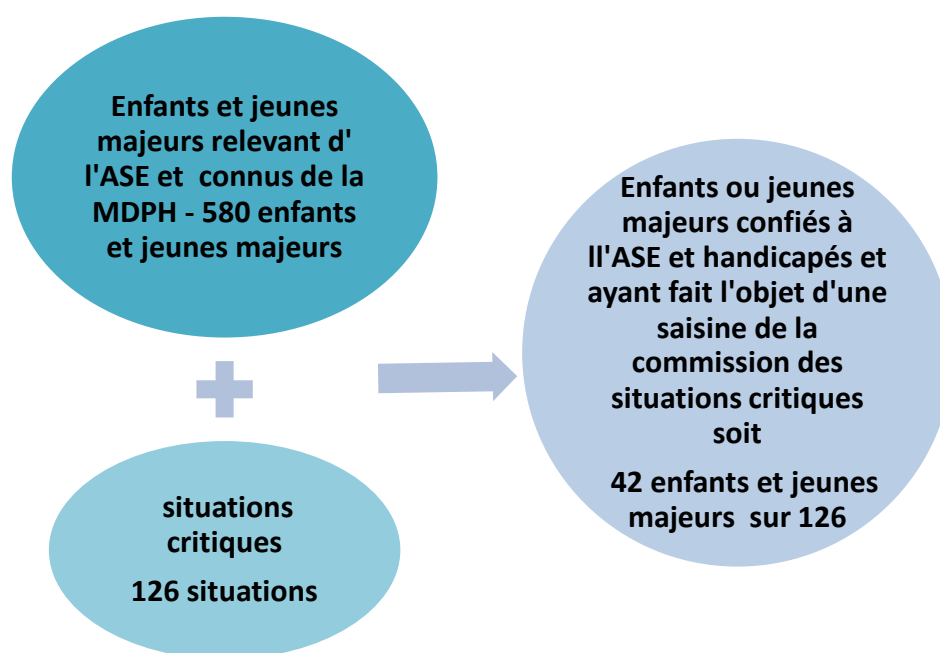 Enfants et jeunes
majeurs relevant d'
l'ASE et connus de la
MDPH - 580 enfants
et jeunes majeurs
situations
critiques
126 situations
Enfants ou jeunes
majeurs confiés à
ll'ASE et handicapés et
ayant fait l'objet d'une
saisine de la
commission des
situations critiques
soit
42 enfants et jeunes
majeurs sur 126